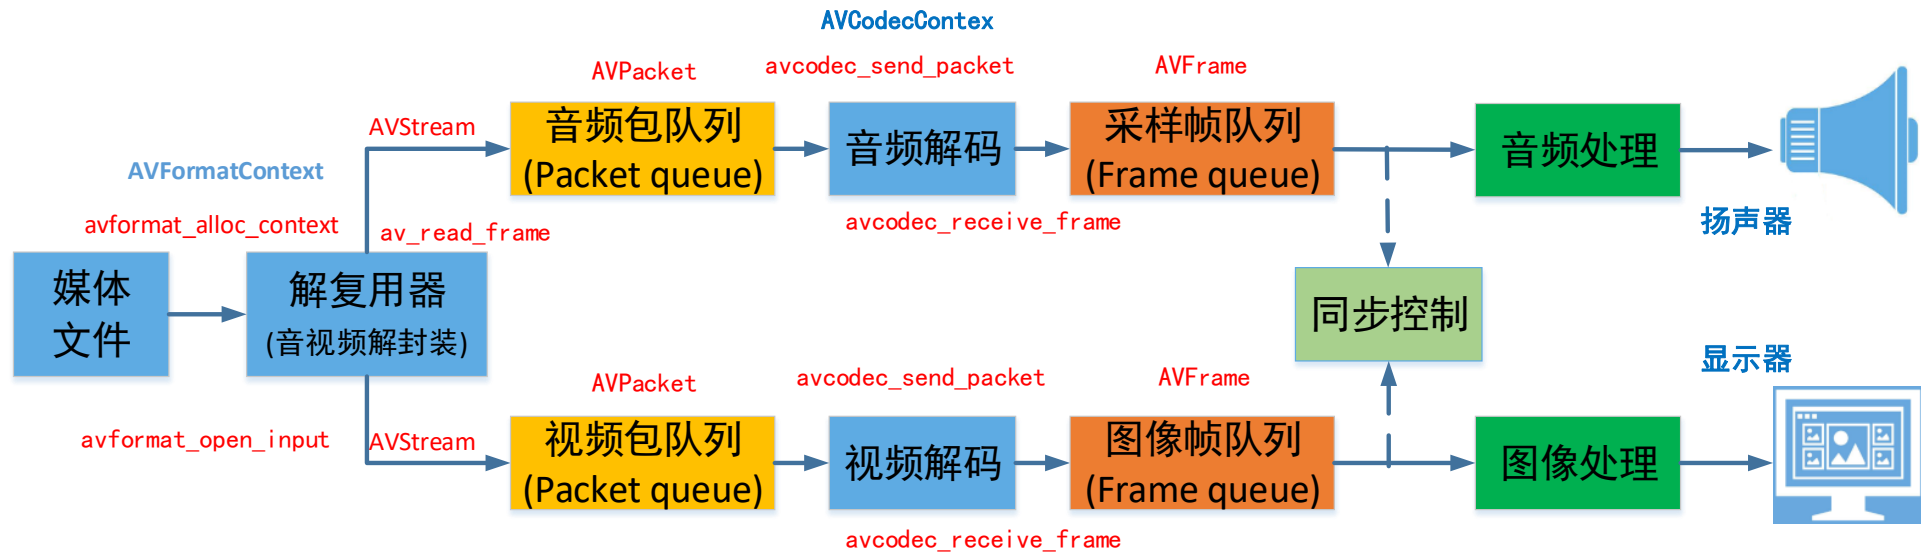 AVCodecContex
AVPacket
avcodec_send_packet
AVFrame
AVStream
音频包队列
(Packet queue)
音频解码
采样帧队列
(Frame queue)
音频处理
AVFormatContext
avformat_alloc_context
av_read_frame
avcodec_receive_frame
扬声器
媒体
文件
解复用器
(音视频解封装)
同步控制
显示器
AVPacket
avcodec_send_packet
AVFrame
avformat_open_input
AVStream
视频包队列
(Packet queue)
视频解码
图像帧队列
(Frame queue)
图像处理
avcodec_receive_frame